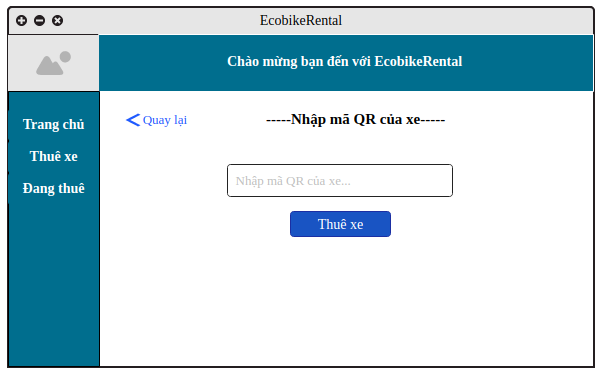 EcobikeRental
Chào mừng bạn đến với EcobikeRental
Trang chủ
Thuê xe
Đang thuê
Quay lại
-----Nhập mã QR của xe-----
Nhập mã QR của xe...
Thuê xe